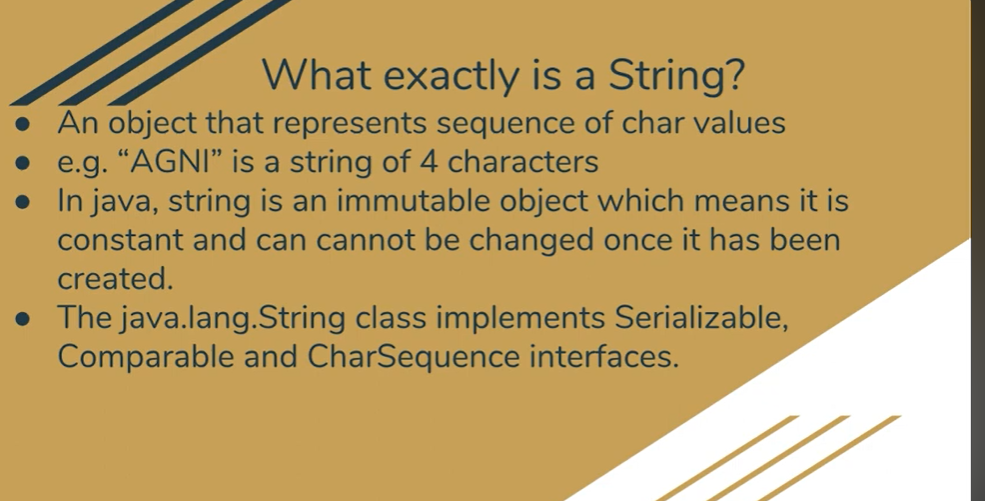 What exactly is a String?
● An object that represents sequence of char values
● e.g. “AGNI” is a string of 4 characters
● In java, string is an immutable object which means it is
constant and can cannot be changed once it has been
created.
● The java.lang.String class implements Serializable,
Comparable and CharSequence interfaces.